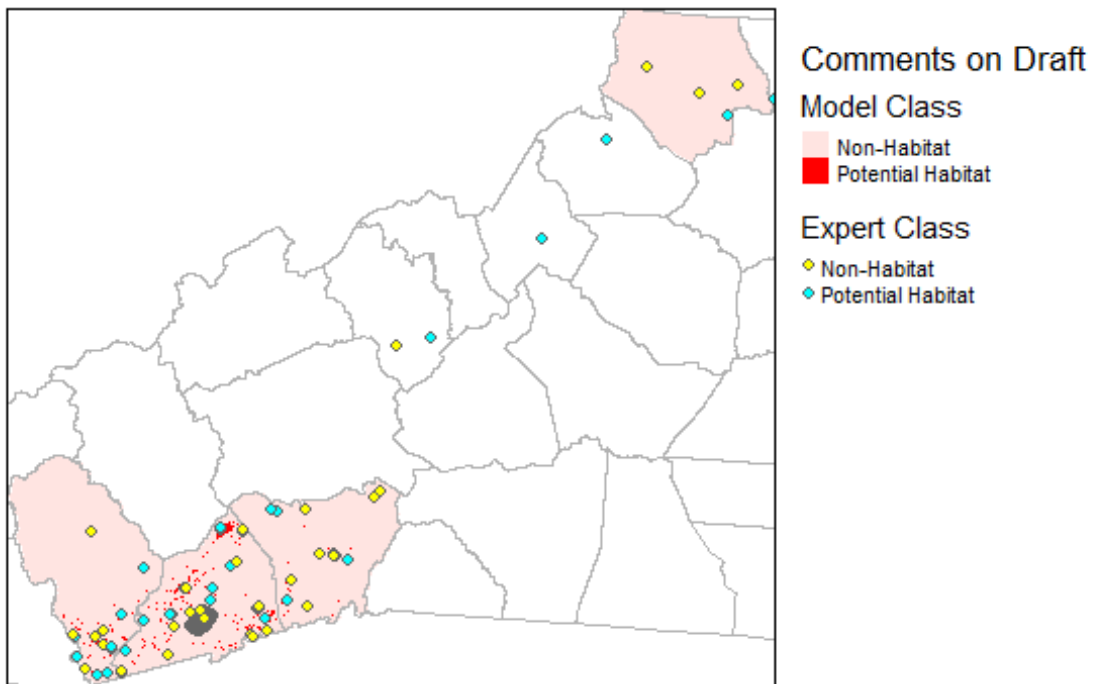 Comments on Draft
Model Class
Non-Habitat
Potential Habitat
Expert Class
Non-Habitat
Potential Habitat